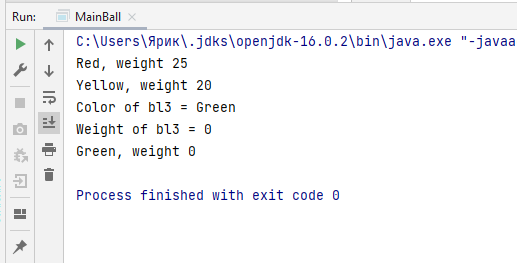 Run: MainBall
C:\Users\Ярик\.jdks\openjdk-16.0.2\bin\java.exe "-javaa
Red, weight 25
Yellow, weight 20
Color of bl3 = Green
Weight of bl3 = 0
Green, weight 0
Process finished with exit code 0